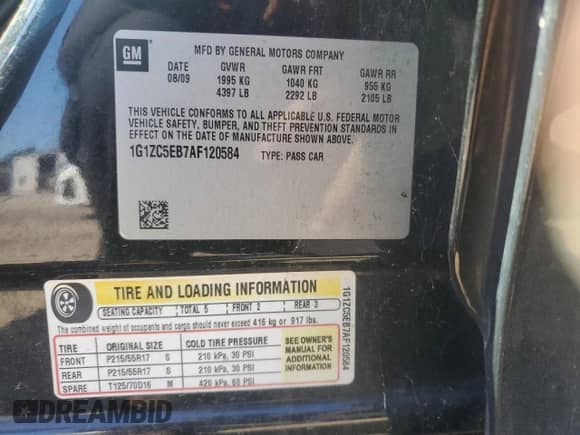 GM
MFD BY GENERAL MOTORS COMPANY
DATE GVWR GAWR FRT GAWR RR
08/09 1995 KG 1040 KG 955 KG
4397 LB 2292 LB 2105 LB
THIS VEHICLE CONFORMS TO ALL APPLICABLE U.S. FEDERAL MOTOR
VEHICLE SAFETY, BUMPER, AND THEFT PREVENTION STANDARDS IN
EFFECT ON THE DATE OF MANUFACTURE SHOWN ABOVE.
1G1ZC5EB7AF120584 TYPE: PASS CAR
TIRE AND LOADING INFORMATION
SEATING CAPACITY TOTAL 5 FRONT 2 REAR 3
The combined weight of occupants and cargo should never exceed 416 kg or 917 lbs.
TIRE ORIGINAL SIZE COLD TIRE PRESSURE
FRONT P215/55R17 S 210 kPa, 30 PSI
REAR P215/55R17 S 210 kPa, 30 PSI
SPARE T125/70D16 M 420 kPa, 60 PSI
SEE OWNER'S
MANUAL FOR
ADDITIONAL
INFORMATION
1G1ZC5EB7AF120584
DREAMBID